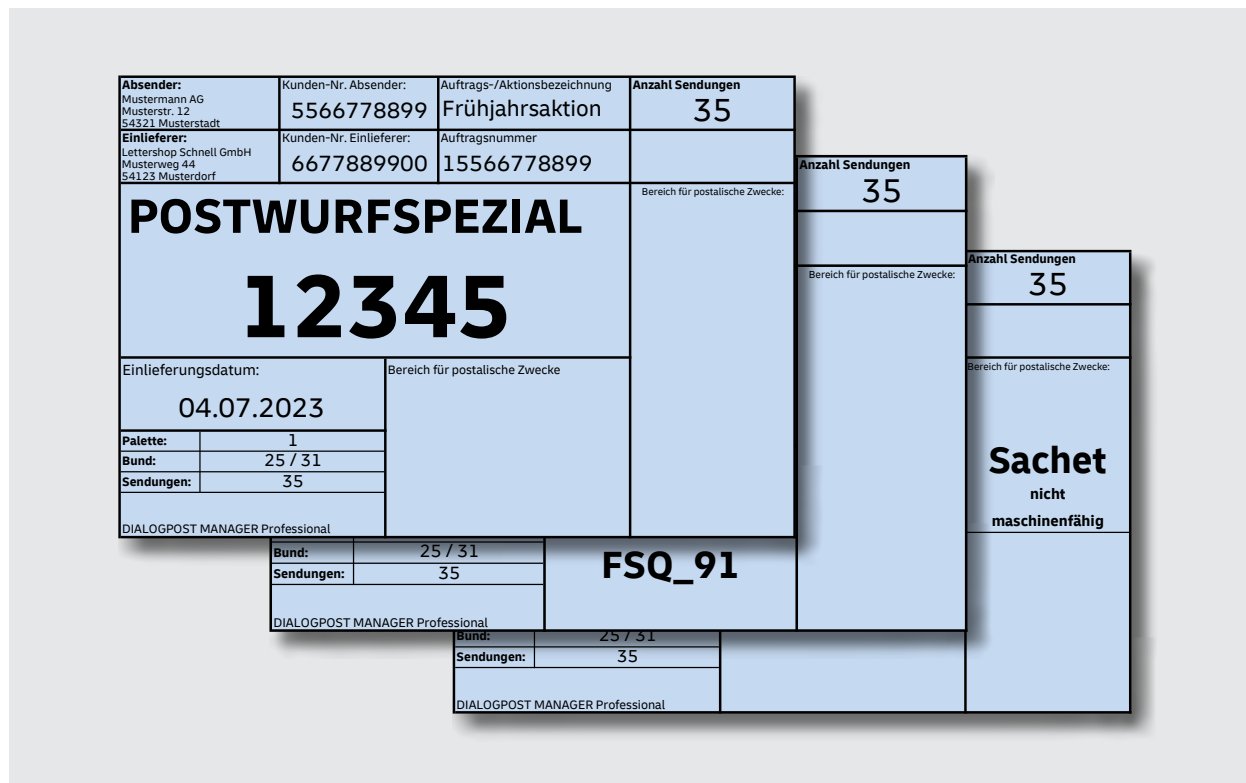 Absender:
Mustermann AG
Musterstr. 12
54321 Musterstadt
Kunden-Nr. Absender:
5566778899
Auftrags-/Aktionsbezeichnung
Frühjahrsaktion
Anzahl Sendungen
35
Einlieferer:
Lettershop Schnell GmbH
Musterweg 44
54123 Musterdorf
Kunden-Nr. Einlieferer:
6677889900
Auftragsnummer
15566778899
POSTWURFSPEZIAL
12345
Bereich für postalische Zwecke:
Einlieferungsdatum:
04.07.2023
Bereich für postalische Zwecke
Palette: 1
Bund: 25 / 31
Sendungen: 35
DIALOGPOST MANAGER Professional
Anzahl Sendungen
35
Bereich für postalische Zwecke:
Bund: 25 / 31
Sendungen: 35
FSQ_91
DIALOGPOST MANAGER Professional
Anzahl Sendungen
35
Bereich für postalische Zwecke:
Sachet
nicht
maschinenfähig
Bund: 25 / 31
Sendungen: 35
DIALOGPOST MANAGER Professional